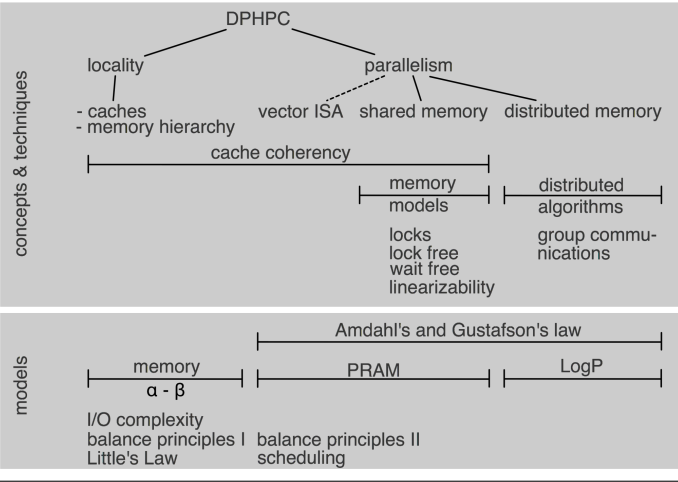 DPHPC
locality
parallelism
- caches
- memory hierarchy
vector ISA
shared memory
distributed memory
cache coherency
memory
models
distributed
algorithms
locks
lock free
wait free
linearizability
group commu-
nications
concepts & techniques
Amdahl's and Gustafson's law
memory
α - β
PRAM
LogP
I/O complexity
balance principles I
Little's Law
balance principles II
scheduling
models